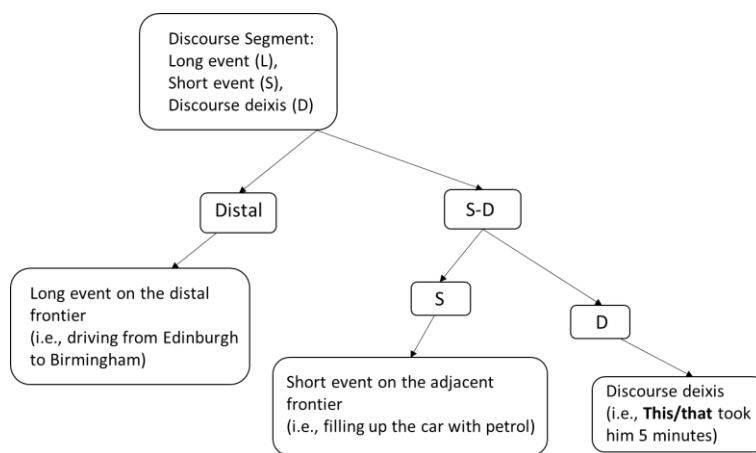 Discourse Segment:
Long event (L),
Short event (S),
Discourse deixis (D)
Distal
S-D
Long event on the distal
frontier
(i.e., driving from Edinburgh
to Birmingham)
S
D
Short event on the adjacent
frontier
(i.e., filling up the car with petrol)
Discourse deixis
(i.e., This/that took
him 5 minutes)